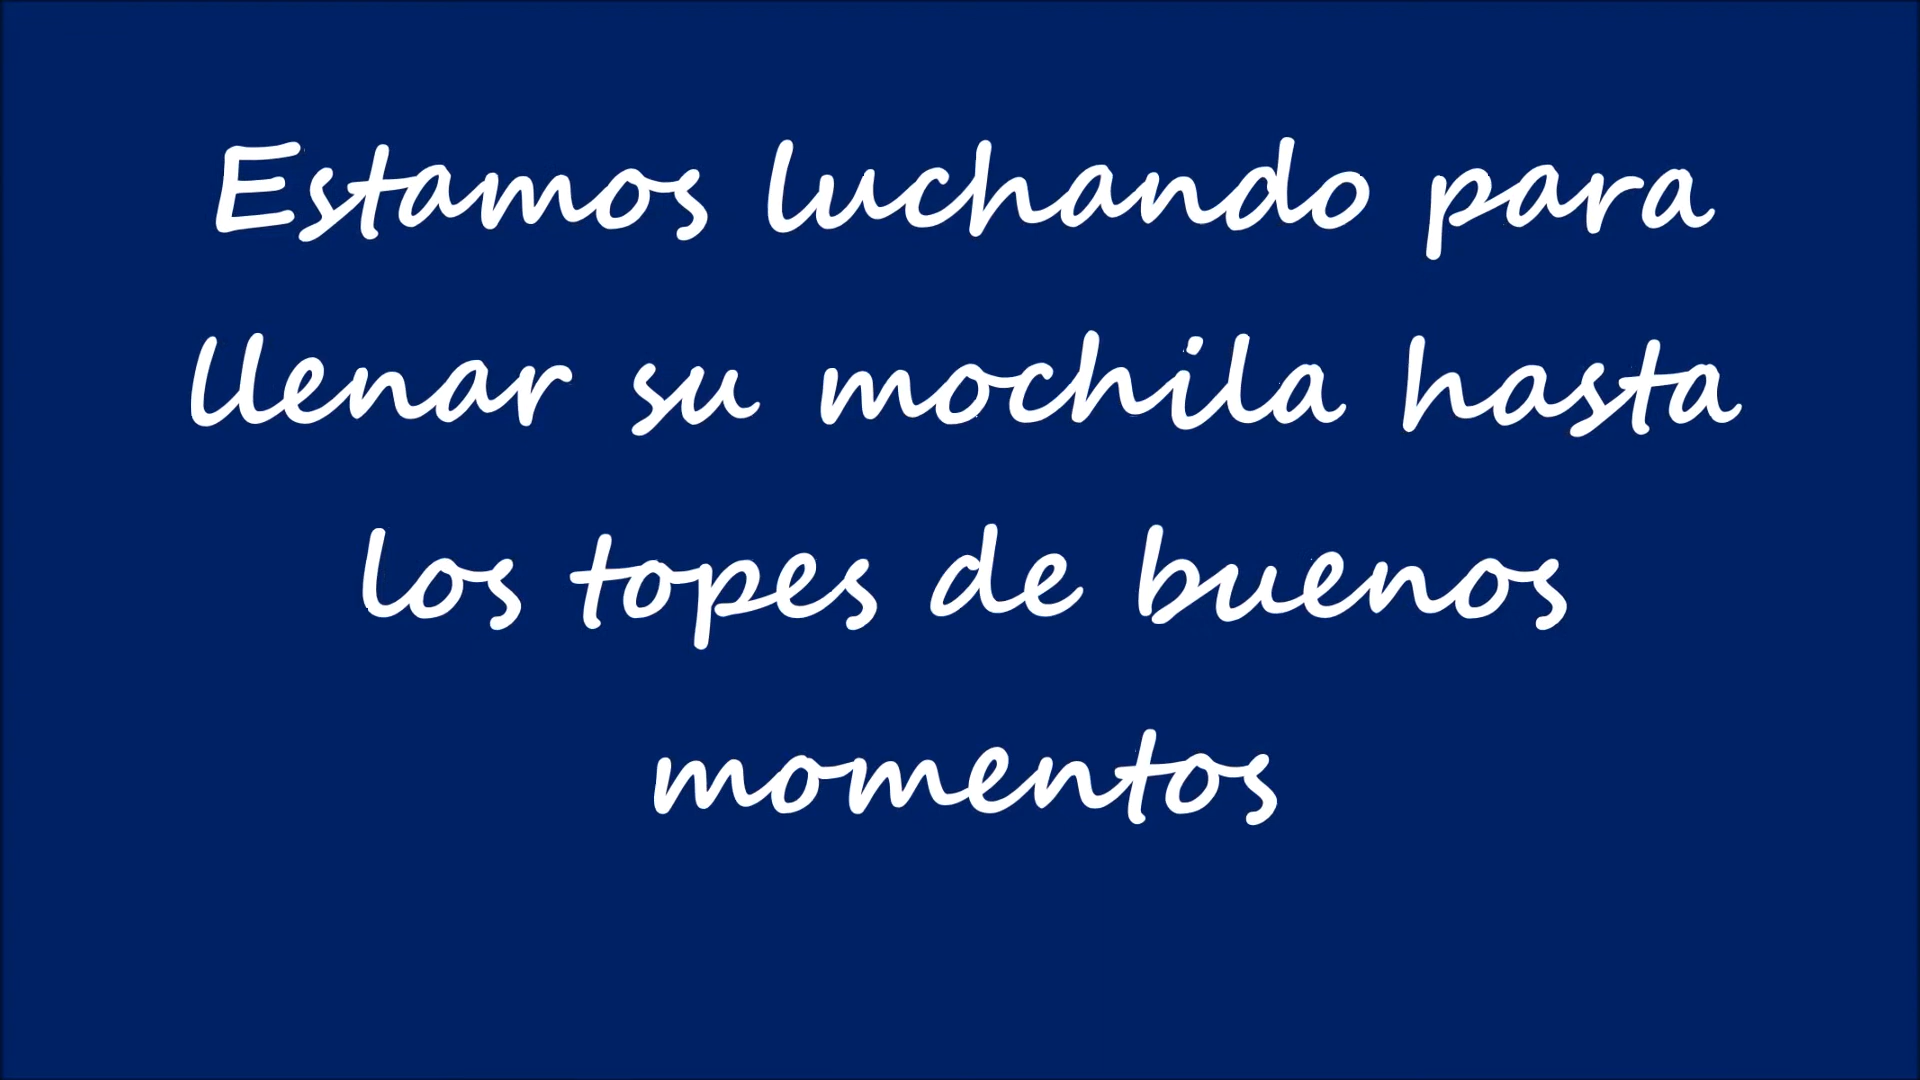 Estamos luchando para
llenar su mochila hasta
los topes de buenos
momentos